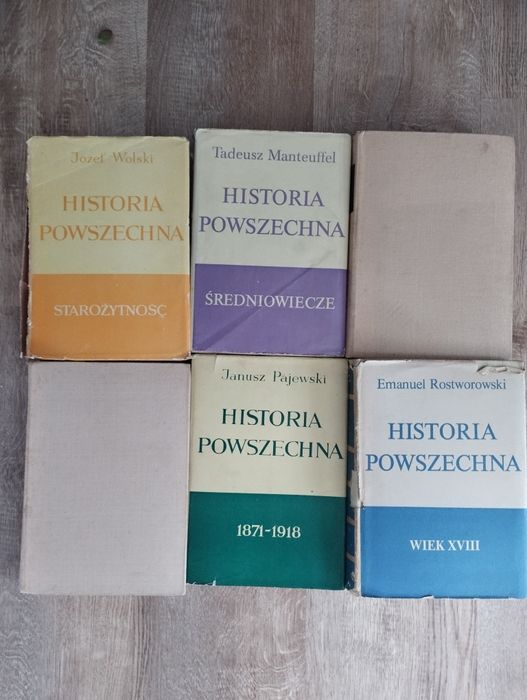 Józef Wolski
HISTORIA
POWSZECHNA
STAROŻYTNOSĆ
Tadeusz Manteuffel
HISTORIA
POWSZECHNA
ŚREDNIOWIECZE
Janusz Pajewski
HISTORIA
POWSZECHNA
1871-1918
Emanuel Rostworowski
HISTORIA
POWSZECHNA
WIEK XVIII